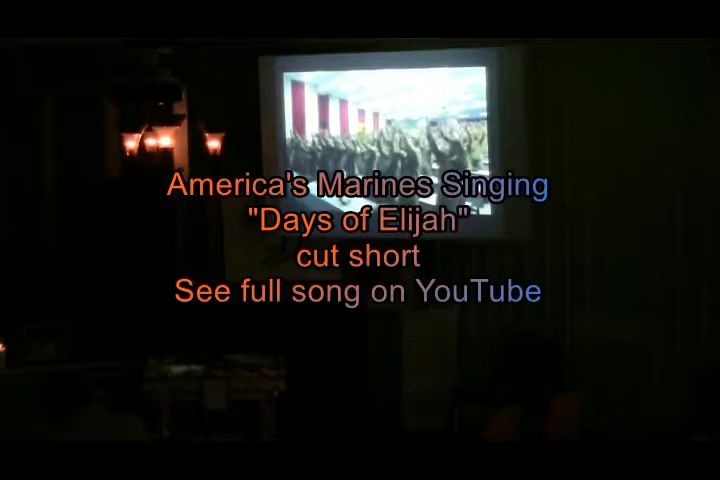 America's Marines Singing
"Days of Elijah"
cut short
See full song on YouTube